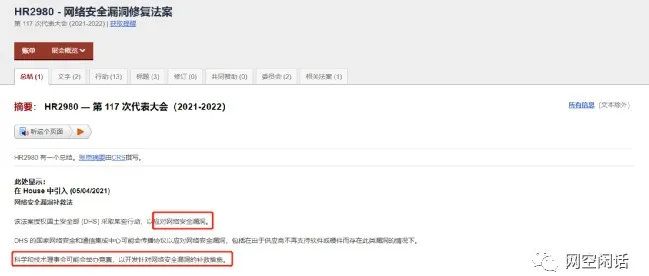 HR2980 - 网络安全漏洞修复法案
第 117 次代表大会 (2021-2022) | 获取提醒
账单 展会概览
总结 (1) 文字 (2) 行动 (13) 标题 (3) 修订 (0) 共同赞助 (0) 委员会 (2) 相关法案 (1)
摘要： HR2980 — 第 117 次代表大会（2021-2022）
所有信息（文本除外）
听这个页面
HR2980 有一个总结。 由CRS撰写。
此处显示：
在 House 中引入 (05/04/2021)
网络安全漏洞补救法
该法案授权国土安全部 (DHS) 采取某些行动，以应对网络安全漏洞。
DHS 的国家网络安全和通信集成中心可能会传播协议以应对网络安全漏洞，包括在由于供应商不再支持软件或硬件而存在此类漏洞的情况下。
科学和技术理事会可能会举办竞赛，以开发针对网络安全漏洞的补救措施。
网空闲话